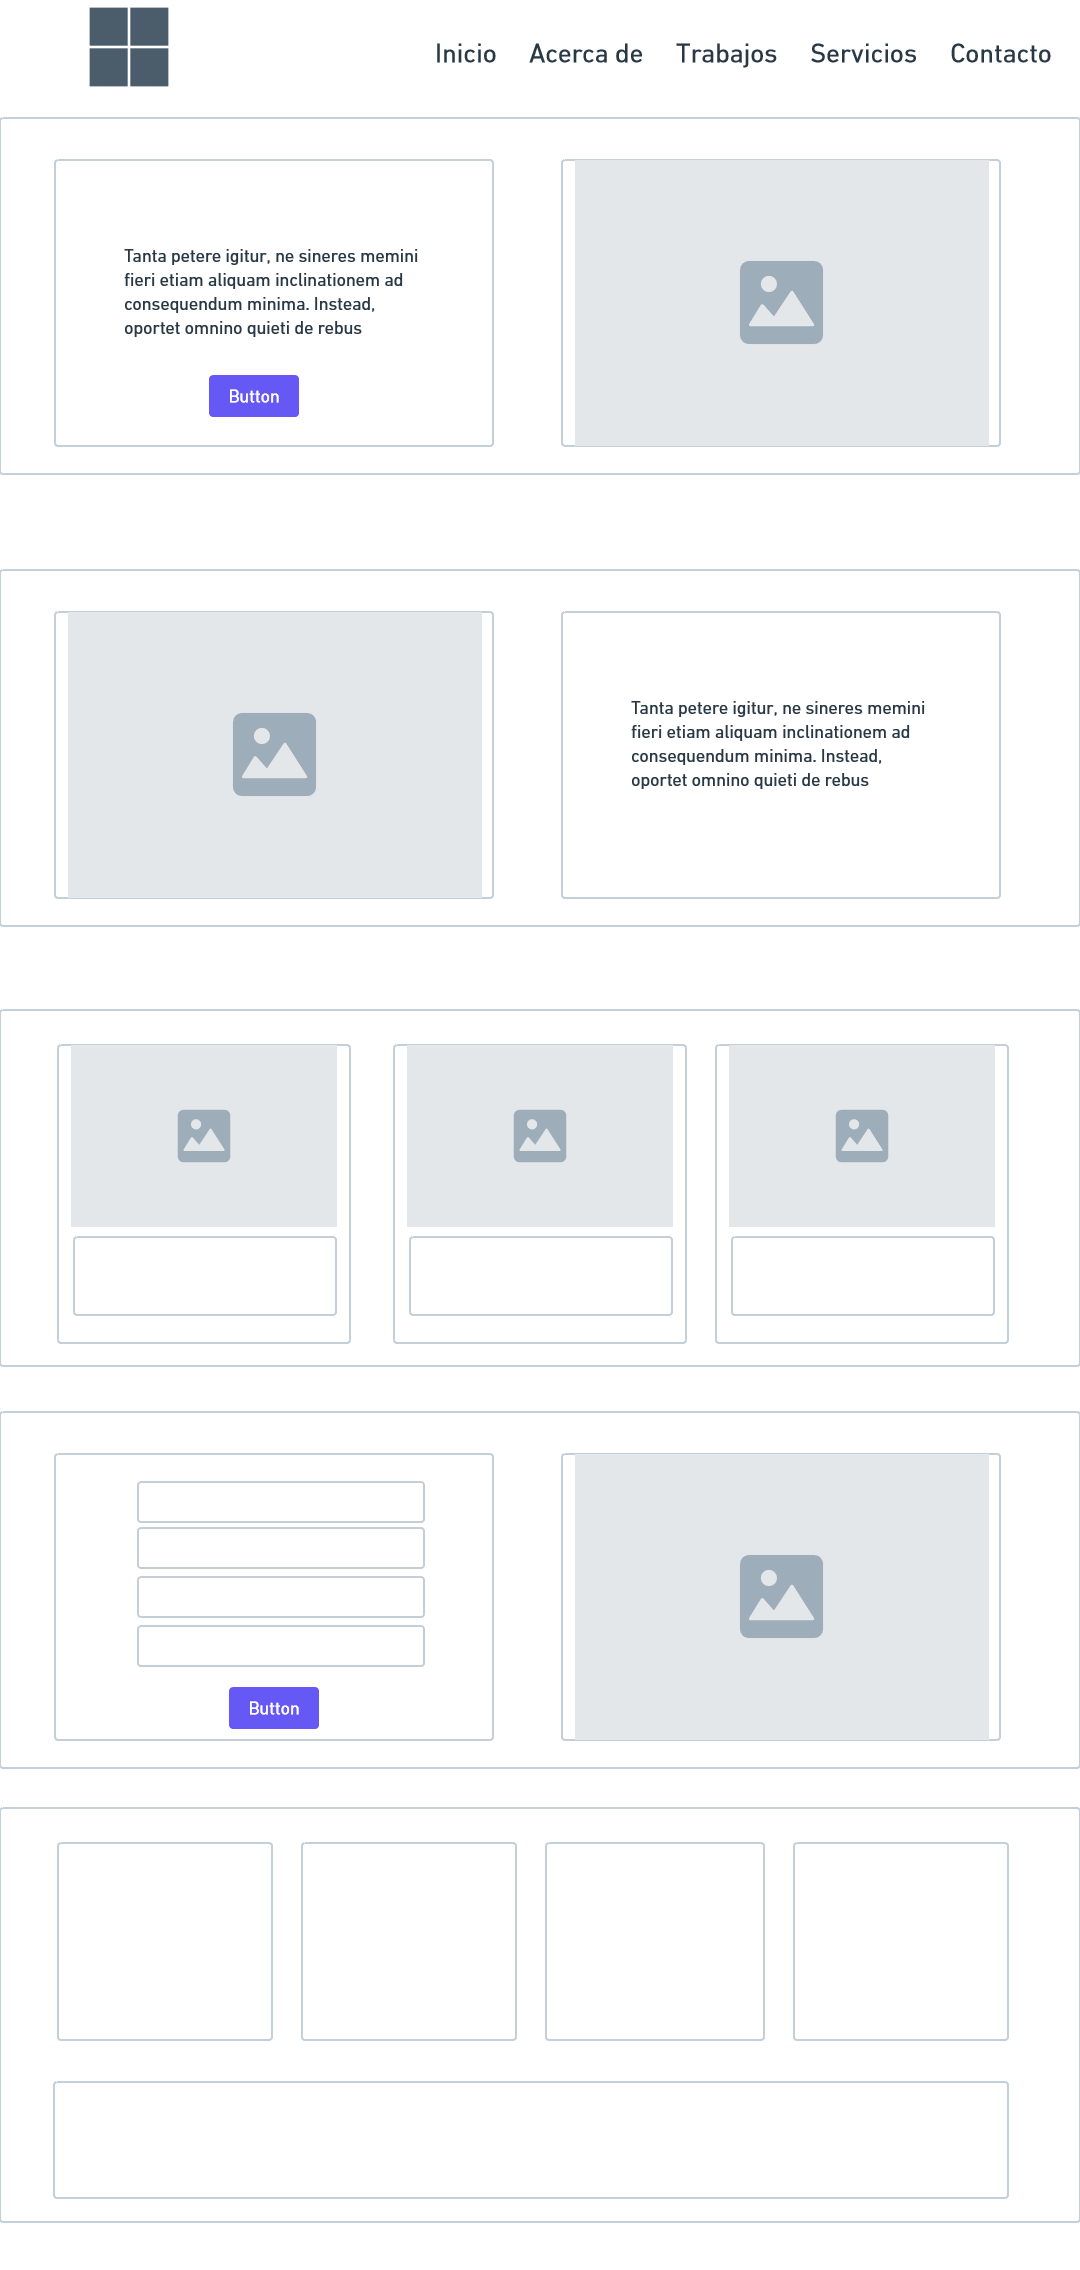 Inicio Acerca de Trabajos Servicios Contacto
Tanta petere igitur, ne sineres memini
fieri etiam aliquam inclinationem ad
consequendum minima. Instead,
oportet omnino quieti de rebus
Button
Tanta petere igitur, ne sineres memini
fieri etiam aliquam inclinationem ad
consequendum minima. Instead,
oportet omnino quieti de rebus
Button